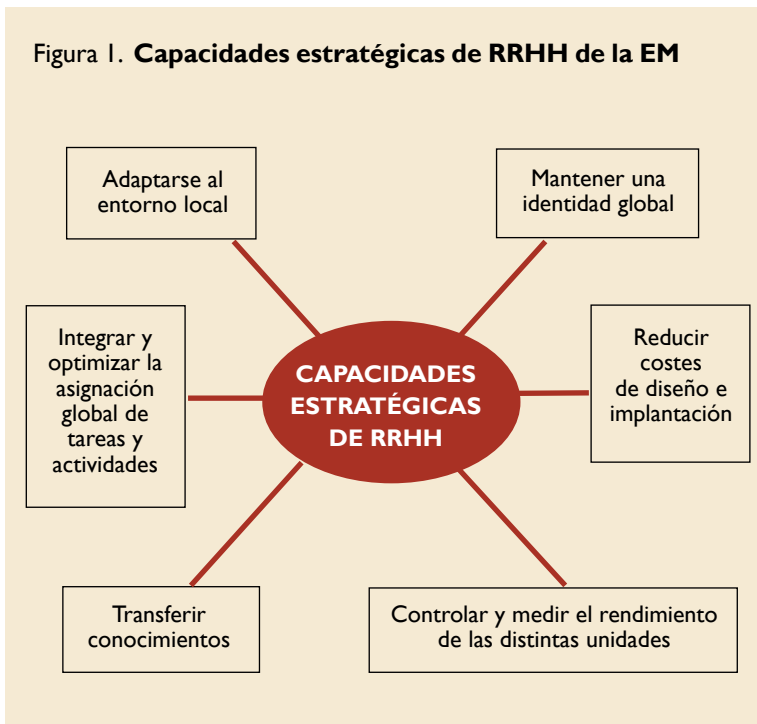 Figura 1. Capacidades estratégicas de RRHH de la EM
Adaptarse al
entorno local
Mantener una
identidad global
Integrar y
optimizar la
asignación
global de
tareas y
actividades
CAPACIDADES
ESTRATÉGICAS
DE RRHH
Reducir
costes
de diseño e
implantación
Transferir
conocimientos
Controlar y medir el rendimiento
de las distintas unidades